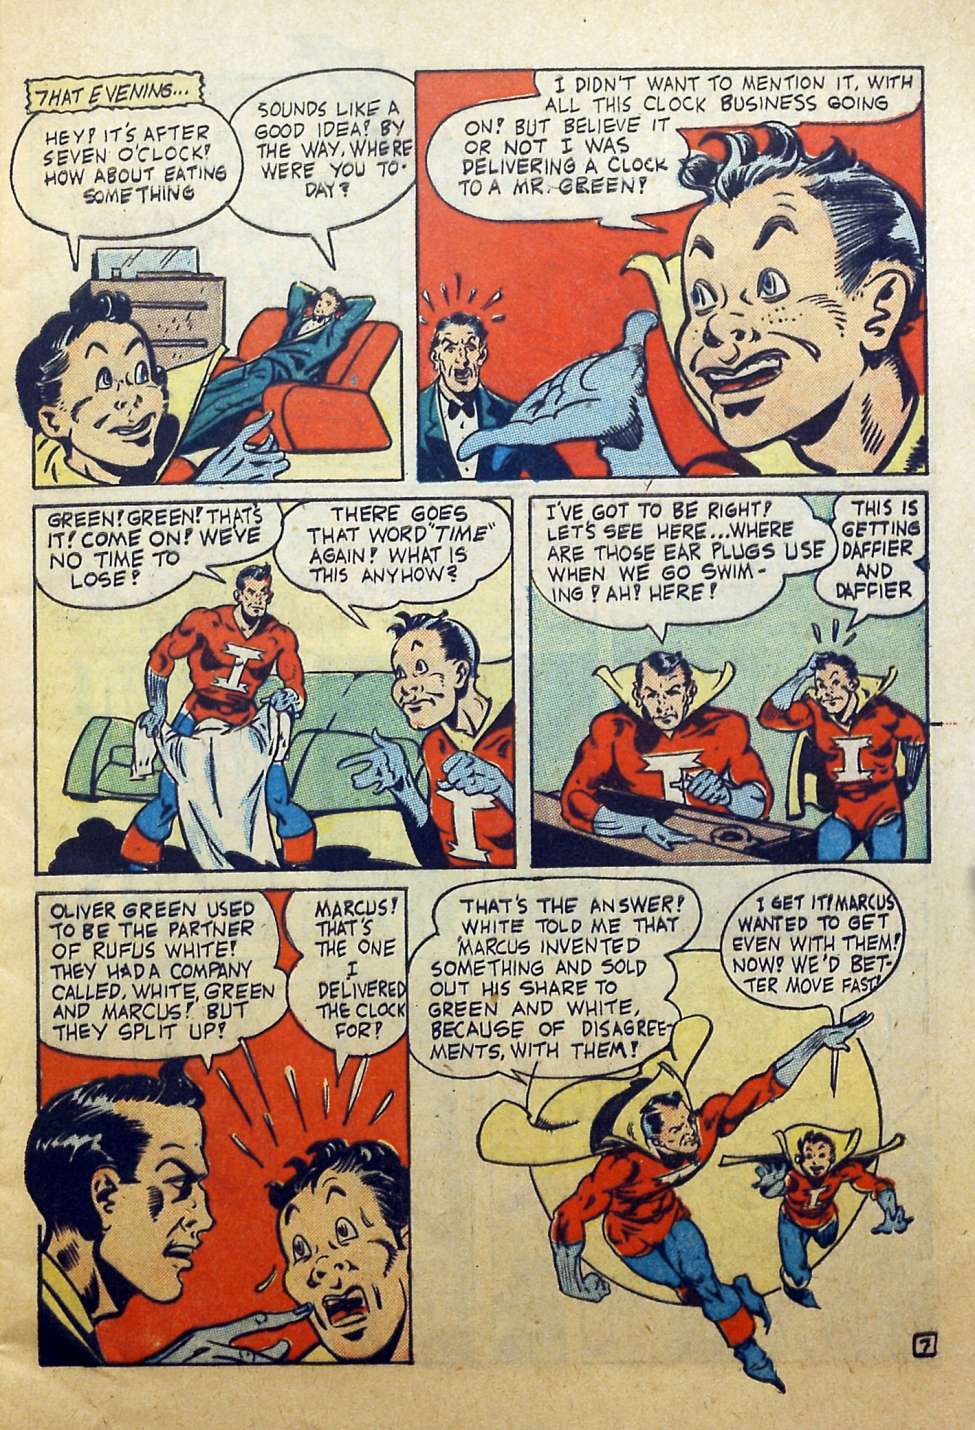 THAT EVENING...
HEY! IT'S AFTER
SEVEN O'CLOCK!
HOW ABOUT EATING
SOMETHING
SOUNDS LIKE A
GOOD IDEA! BY
THE WAY, WHERE
WERE YOU TO-
DAY?
I DIDN'T WANT TO MENTION IT, WITH
ALL THIS CLOCK BUSINESS GOING
ON! BUT BELIEVE IT
OR NOT I WAS
DELIVERING A CLOCK
TO A MR. GREEN!
GREEN! GREEN! THAT'S
IT! COME ON! WE'VE
NO TIME TO
LOSE!
THERE GOES
THAT WORD "TIME"
AGAIN! WHAT IS
THIS ANYHOW?
I'VE GOT TO BE RIGHT!
LET'S SEE HERE...WHERE
ARE THOSE EAR PLUGS USE
WHEN WE GO SWIM-
ING! AH! HERE!
THIS IS
GETTING
DAFFIER
AND
DAFFIER
OLIVER GREEN USED
TO BE THE PARTNER
OF RUFUS WHITE!
THEY HAD A COMPANY
CALLED, WHITE, GREEN
AND MARCUS! BUT
THEY SPLIT UP!
MARCUS!
THAT'S
THE ONE
I
DELIVERED
THE CLOCK
FOR!
THAT'S THE ANSWER!
WHITE TOLD ME THAT
MARCUS INVENTED
SOMETHING AND SOLD
OUT HIS SHARE TO
GREEN AND WHITE,
BECAUSE OF DISAGREE-
MENTS, WITH THEM!
I GET IT! MARCUS
WANTED TO GET
EVEN WITH THEM!
NOW! WE'D BET-
TER MOVE FAST!
I
I
I
I
I
I
I
7